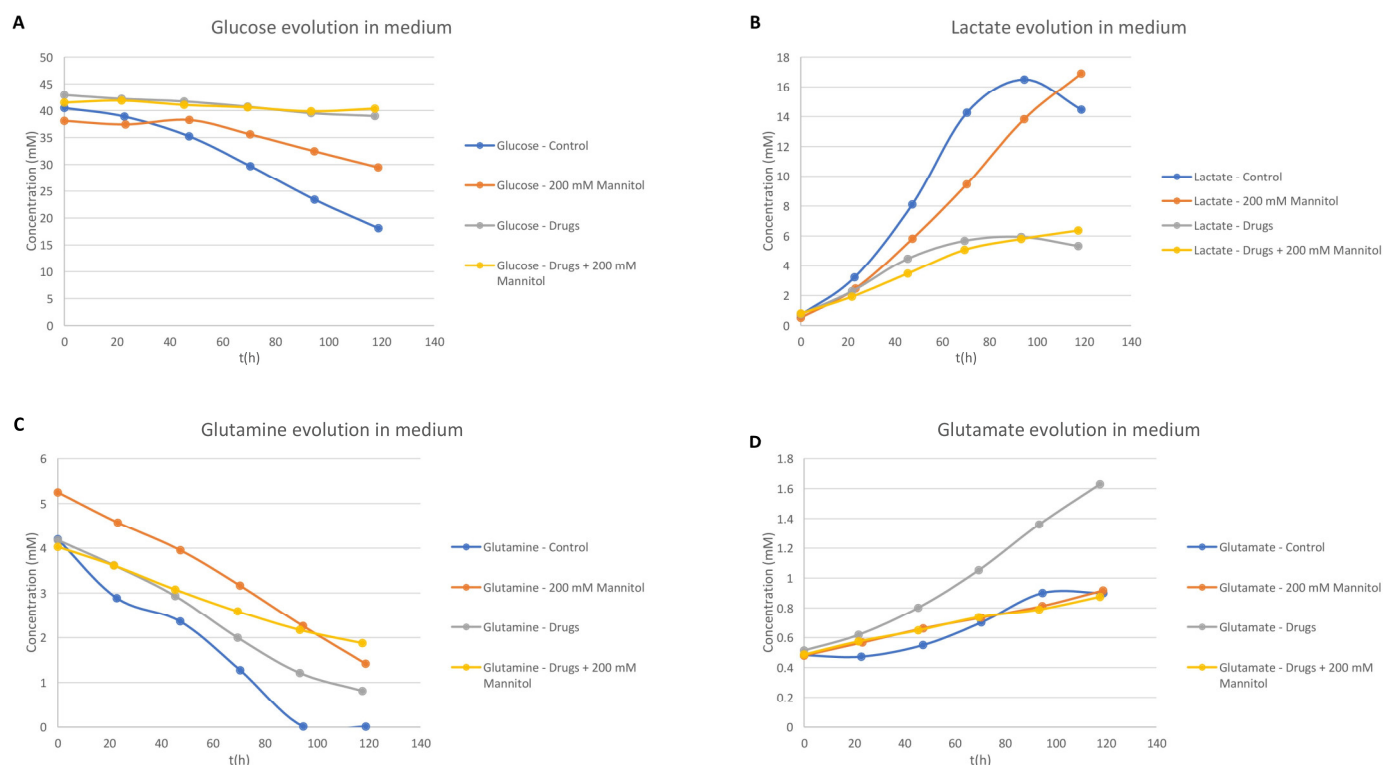 A
Glucose evolution in medium
Concentration (mM)
50
45
40
35
30
25
20
15
10
5
0
0 20 40 60 80 100 120 140
t(h)
Glucose - Control
Glucose - 200 mM Mannitol
Glucose - Drugs
Glucose - Drugs + 200 mM
Mannitol
B
Lactate evolution in medium
Concentration (mM)
18
16
14
12
10
8
6
4
2
0
0 20 40 60 80 100 120 140
t(h)
Lactate - Control
Lactate - 200 mM Mannitol
Lactate - Drugs
Lactate - Drugs + 200 mM Mannitol
C
Glutamine evolution in medium
Concentration (mM)
6
5
4
3
2
1
0
0 20 40 60 80 100 120 140
t(h)
Glutamine - Control
Glutamine - 200 mM Mannitol
Glutamine - Drugs
Glutamine - Drugs + 200 mM
Mannitol
D
Glutamate evolution in medium
Concentration (mM)
1.8
1.6
1.4
1.2
1
0.8
0.6
0.4
0.2
0
0 20 40 60 80 100 120 140
t(h)
Glutamate - Control
Glutamate - 200 mM Mannitol
Glutamate - Drugs
Glutamate - Drugs + 200 mM
Mannitol